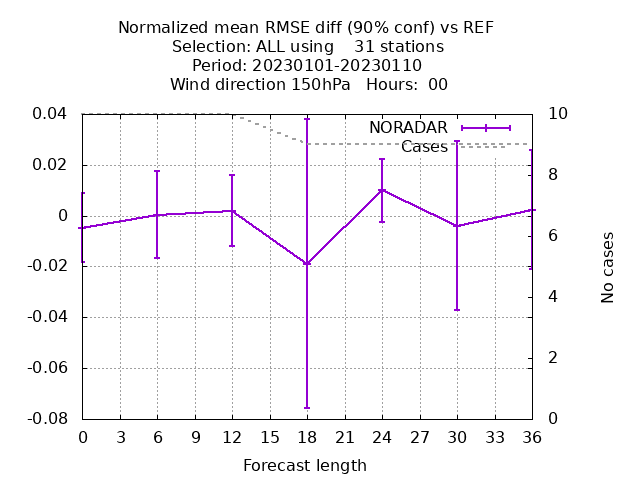 Normalized mean RMSE diff (90% conf) vs REF
Selection: ALL using    31 stations
Period: 20230101-20230110
Wind direction 150hPa   Hours:  00
0.04
0.02
0
-0.02
-0.04
-0.06
-0.08
10
8
6
4
2
0
NORADAR
Cases
No cases
0 3 6 9 12 15 18 21 24 27 30 33 36
Forecast length